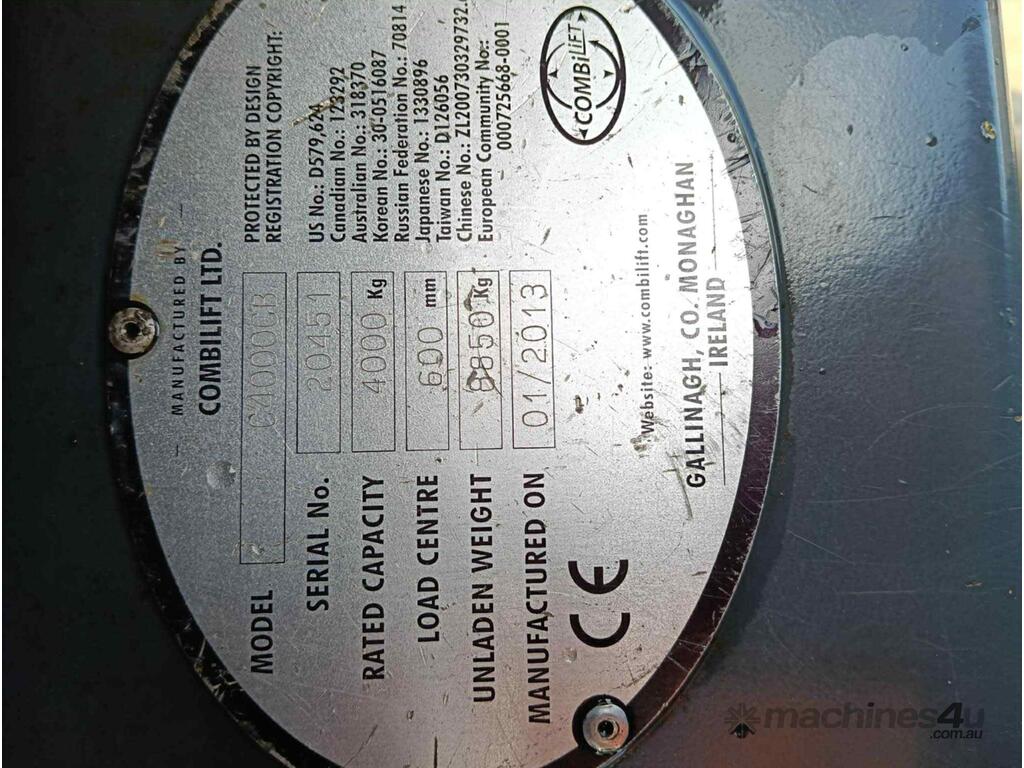 MANUFACTURED BY
COMBILIFT LTD.
MODEL C4000CB
SERIAL No. 20451
RATED CAPACITY 4000 Kg
LOAD CENTRE 600 mm
UNLADEN WEIGHT Kg
MANUFACTURED ON 01/2013
PROTECTED BY DESIGN
REGISTRATION COPYRIGHT:
US No.: D579,624
Canadian No.: 123292
Australian No.: 318370
Korean No.: 30-0516087
Russian Federation No.: 70814
Japanese No.: 1330896
Taiwan No.: D126056
Chinese No.: ZL200730329732.
European Community No.:
000725668-0001
COMBiLiFT
CE
Website: www.combilift.com
GALLINAGH, CO. MONAGHAN
IRELAND
machines4u
.com.au